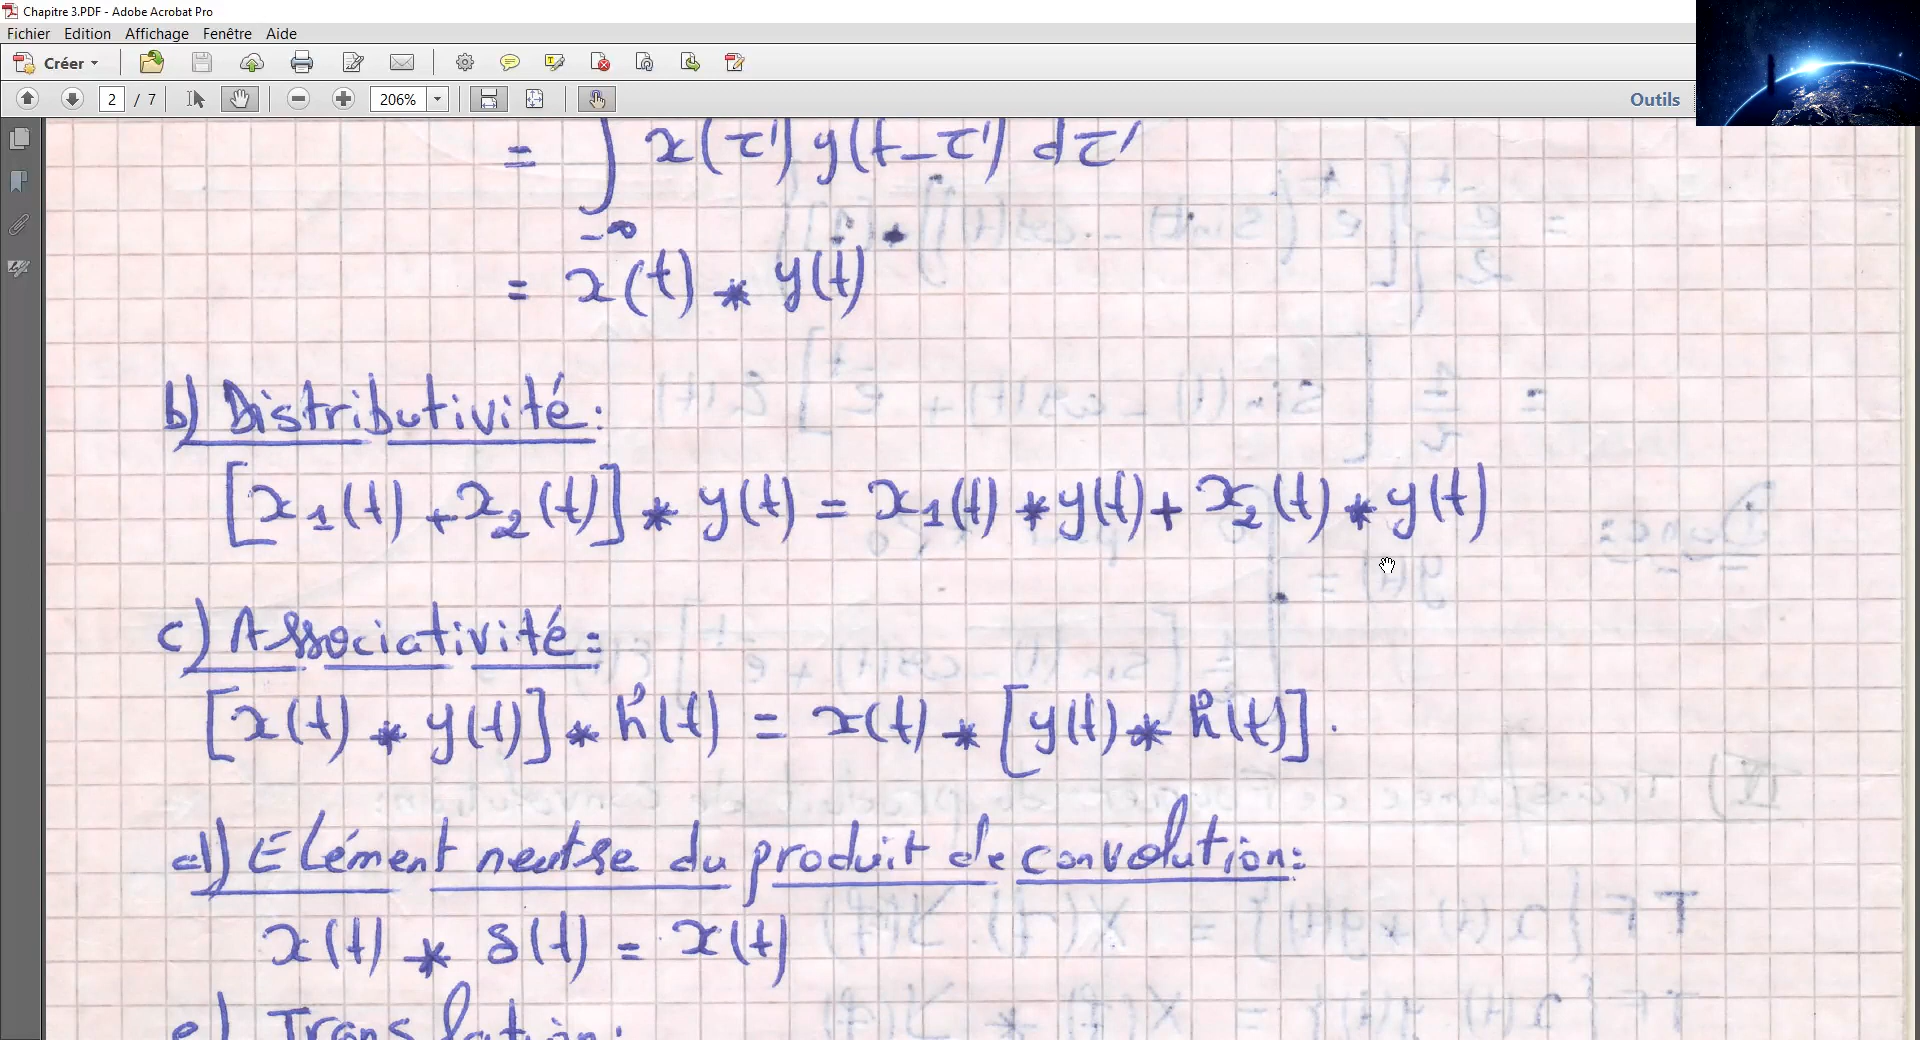 Chapitre 3.PDF - Adobe Acrobat Pro
Fichier Edition Affichage Fenêtre Aide
Créer
2 / 7 206% Outils
= ∫ x(τ') y(t-τ') dτ'
-∞
= x(t) * y(t)
b) Distributivité:
[x₁(t) + x₂(t)] * y(t) = x₁(t) * y(t) + x₂(t) * y(t)
c) Associativité:
[x(t) * y(t)] * h(t) = x(t) * [y(t) * h(t)].
d) Elément neutre du produit de convolution:
x(t) * δ(t) = x(t)
e) Translation: